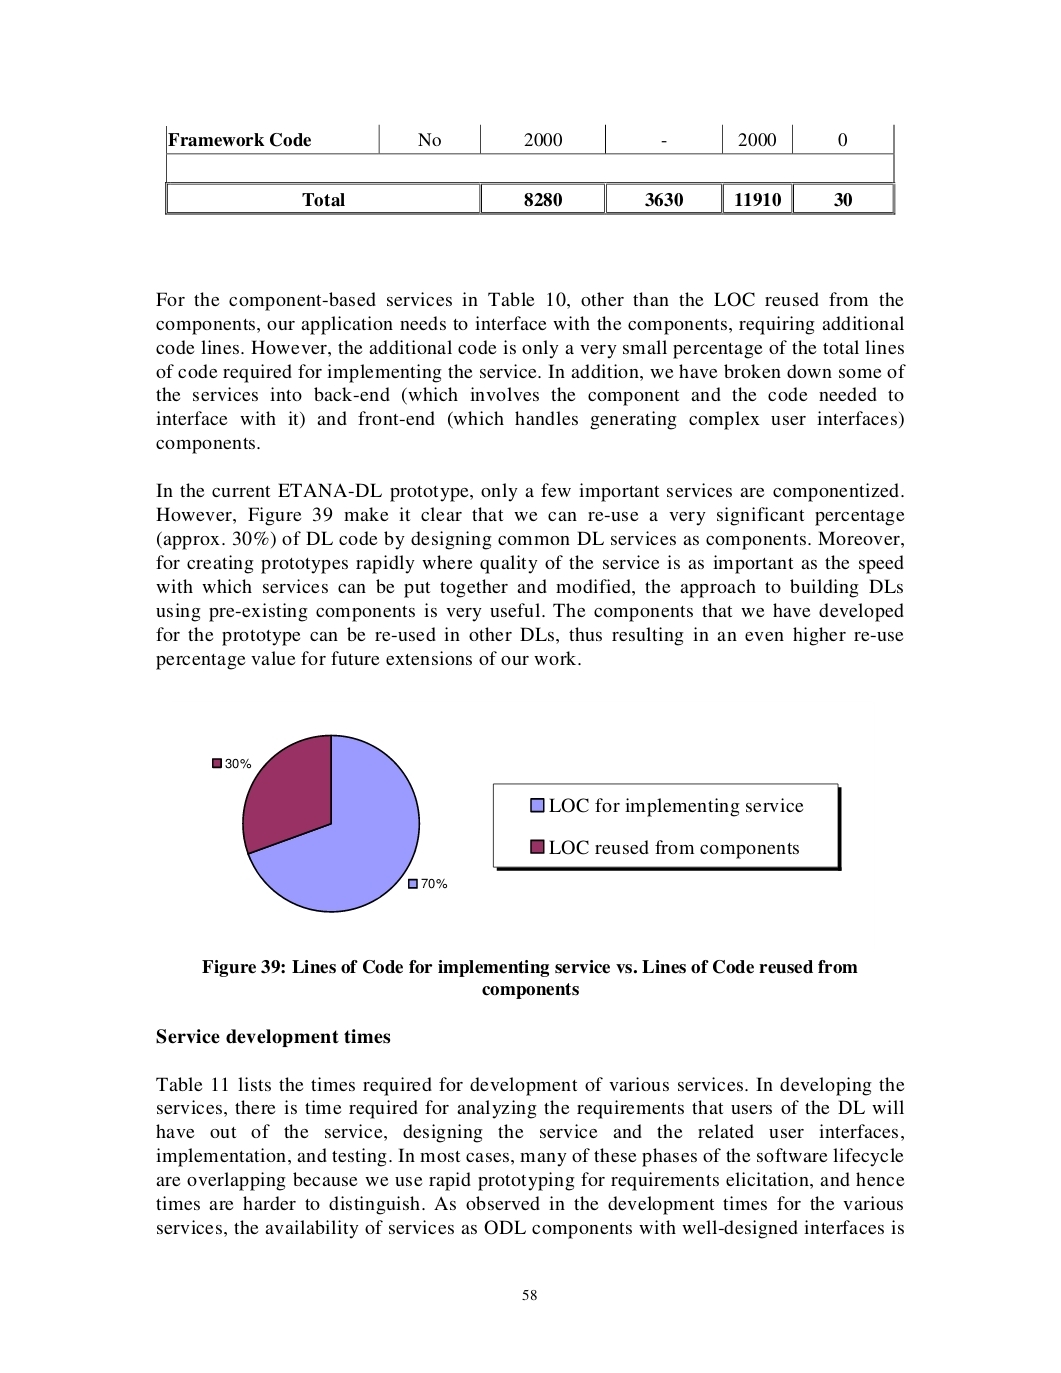 Framework Code No 2000 - 2000 0
Total 8280 3630 11910 30
For the component-based services in Table 10, other than the LOC reused from the
components, our application needs to interface with the components, requiring additional
code lines. However, the additional code is only a very small percentage of the total lines
of code required for implementing the service. In addition, we have broken down some of
the services into back-end (which involves the component and the code needed to
interface with it) and front-end (which handles generating complex user interfaces)
components.
In the current ETANA-DL prototype, only a few important services are componentized.
However, Figure 39 make it clear that we can re-use a very significant percentage
(approx. 30%) of DL code by designing common DL services as components. Moreover,
for creating prototypes rapidly where quality of the service is as important as the speed
with which services can be put together and modified, the approach to building DLs
using pre-existing components is very useful. The components that we have developed
for the prototype can be re-used in other DLs, thus resulting in an even higher re-use
percentage value for future extensions of our work.
30%
LOC for implementing service
LOC reused from components
70%
Figure 39: Lines of Code for implementing service vs. Lines of Code reused from
components
Service development times
Table 11 lists the times required for development of various services. In developing the
services, there is time required for analyzing the requirements that users of the DL will
have out of the service, designing the service and the related user interfaces,
implementation, and testing. In most cases, many of these phases of the software lifecycle
are overlapping because we use rapid prototyping for requirements elicitation, and hence
times are harder to distinguish. As observed in the development times for the various
services, the availability of services as ODL components with well-designed interfaces is
58